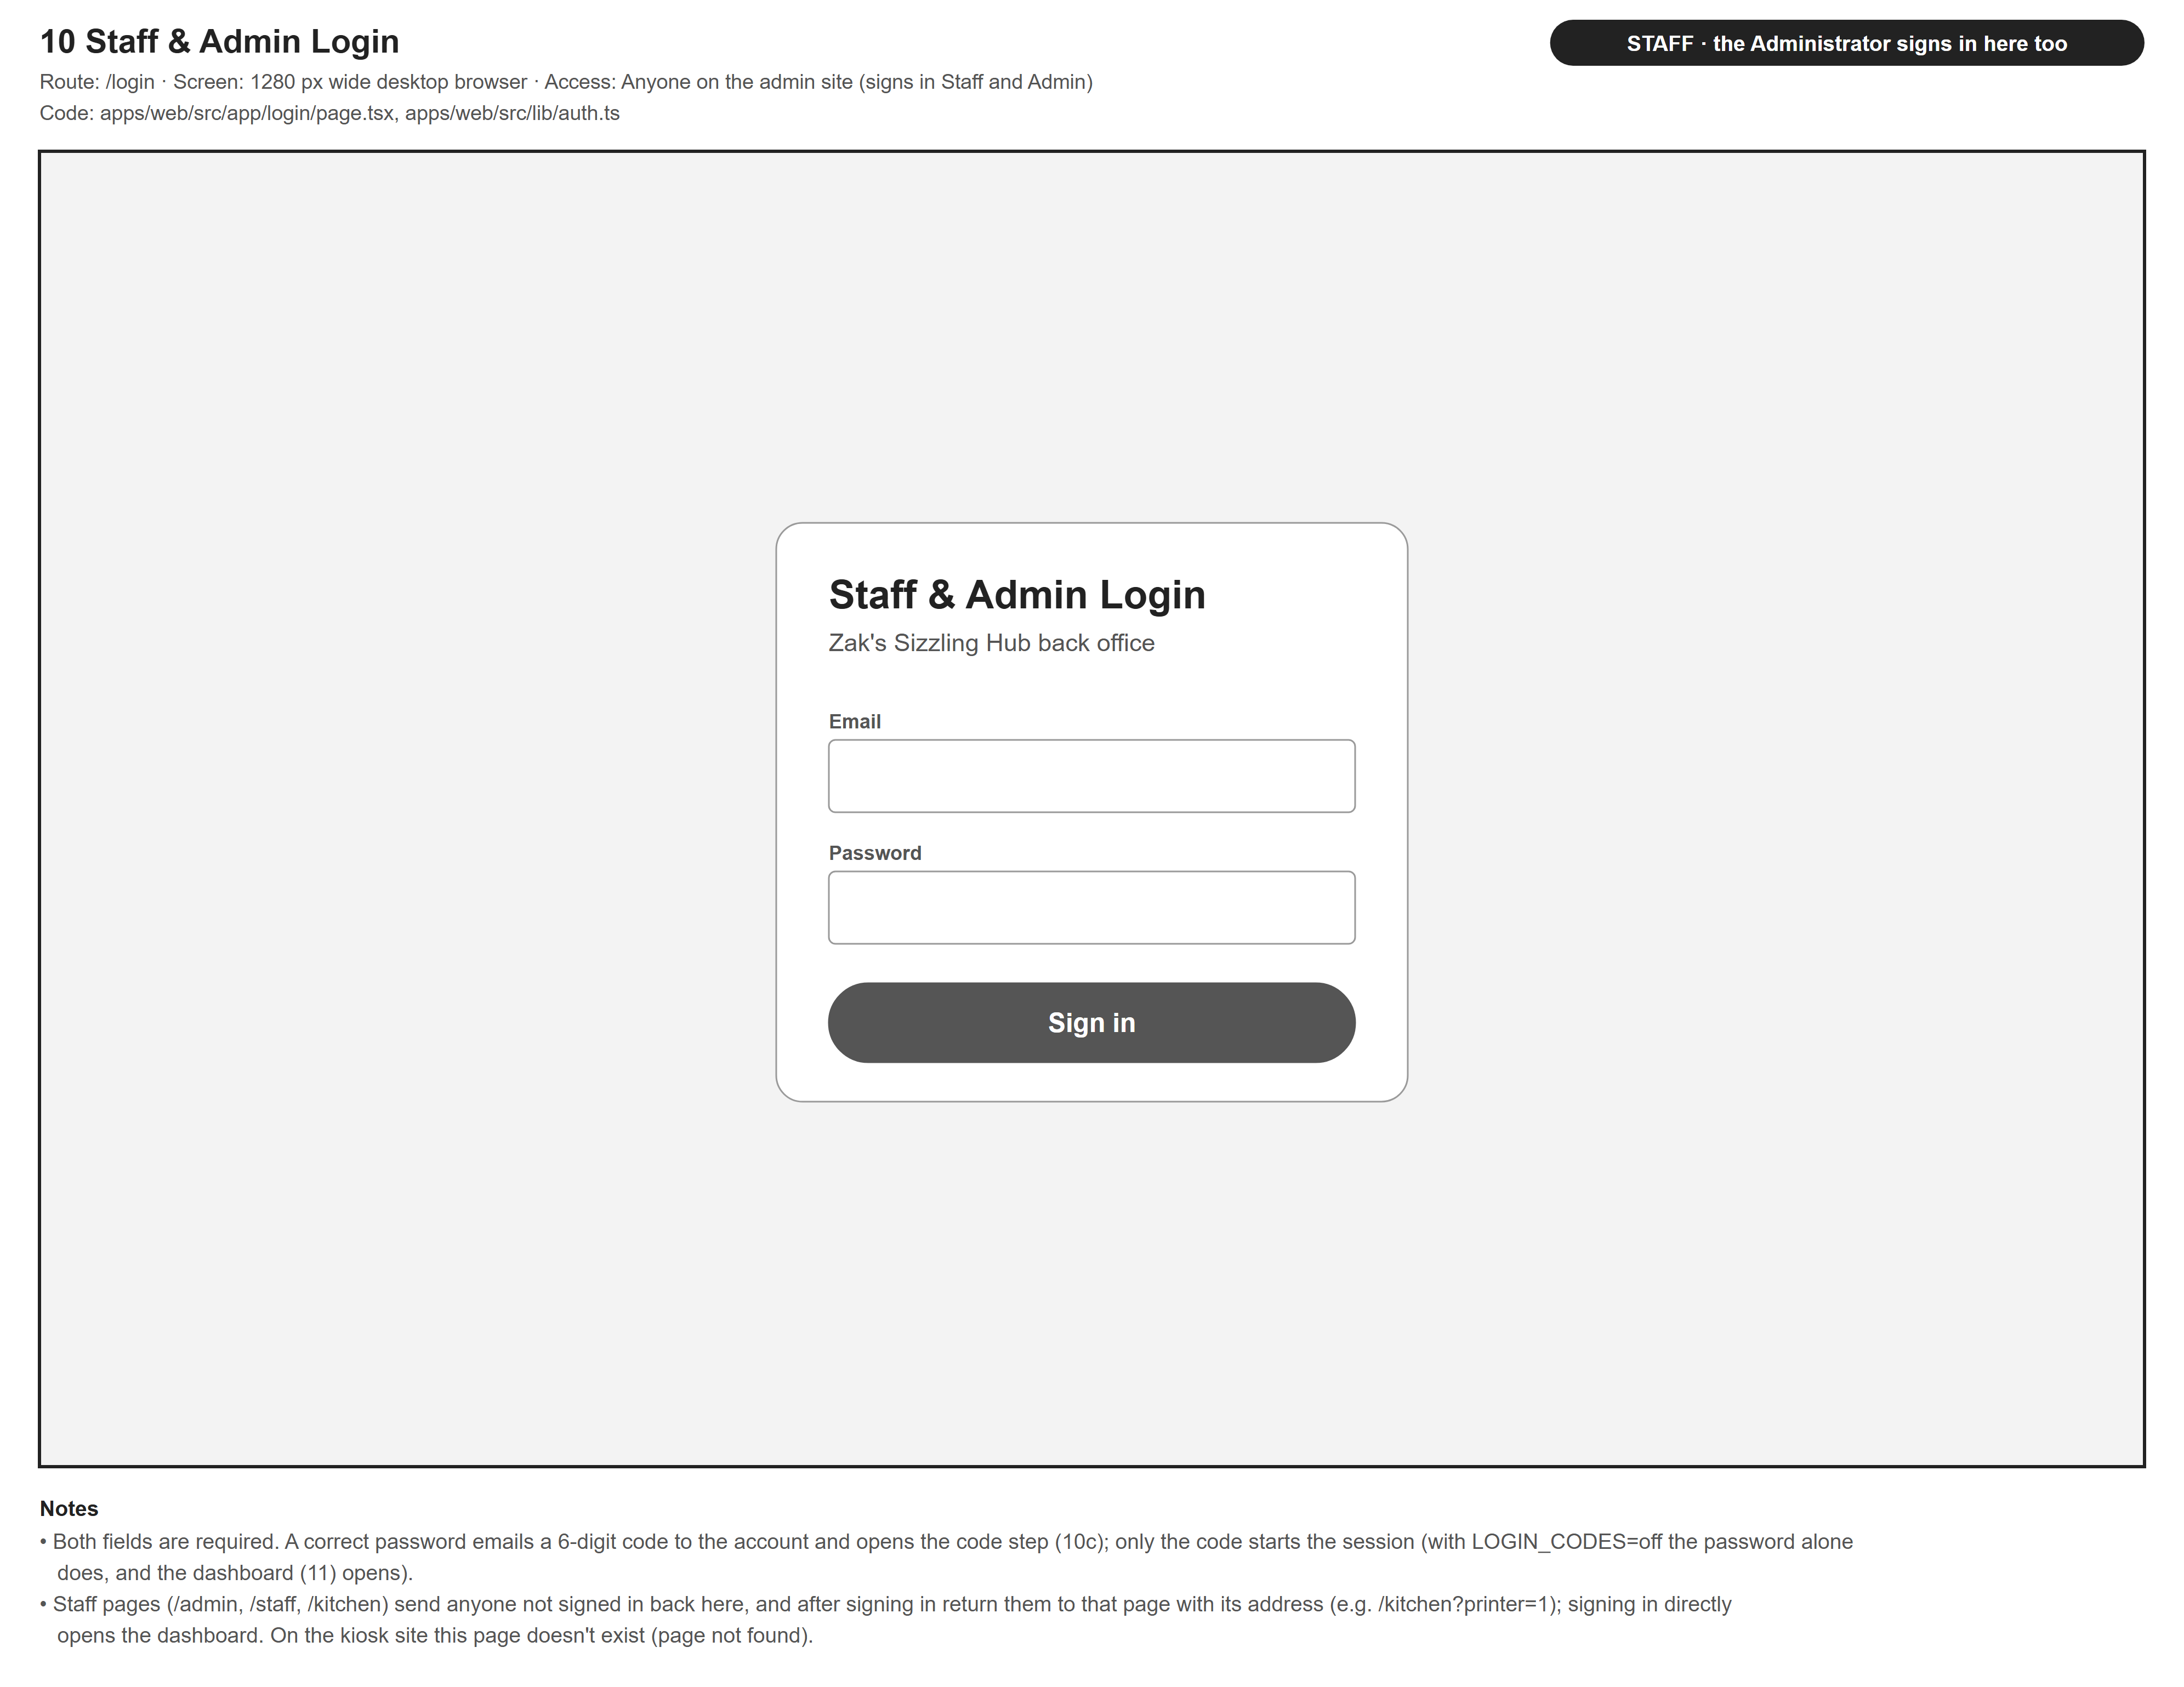 10 Staff & Admin Login
STAFF · the Administrator signs in here too
Route: /login · Screen: 1280 px wide desktop browser · Access: Anyone on the admin site (signs in Staff and Admin)
Code: apps/web/src/app/login/page.tsx, apps/web/src/lib/auth.ts
Staff & Admin Login
Zak's Sizzling Hub back office
Email
Password
Sign in
Notes
• Both fields are required. A correct password emails a 6-digit code to the account and opens the code step (10c); only the code starts the session (with LOGIN_CODES=off the password alone
does, and the dashboard (11) opens).
• Staff pages (/admin, /staff, /kitchen) send anyone not signed in back here, and after signing in return them to that page with its address (e.g. /kitchen?printer=1); signing in directly
opens the dashboard. On the kiosk site this page doesn't exist (page not found).